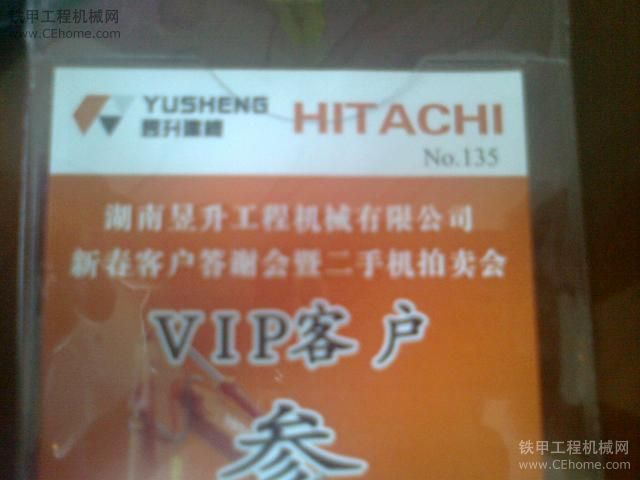 铁甲工程机械网
www.CEhome.com
YUSHENG
昱升建機
HITACHI
No.135
湖南昱升工程机械有限公司
新春客户答谢会暨二手机拍卖会
VIP客户
参
铁甲工程机械网
www.CEhome.com